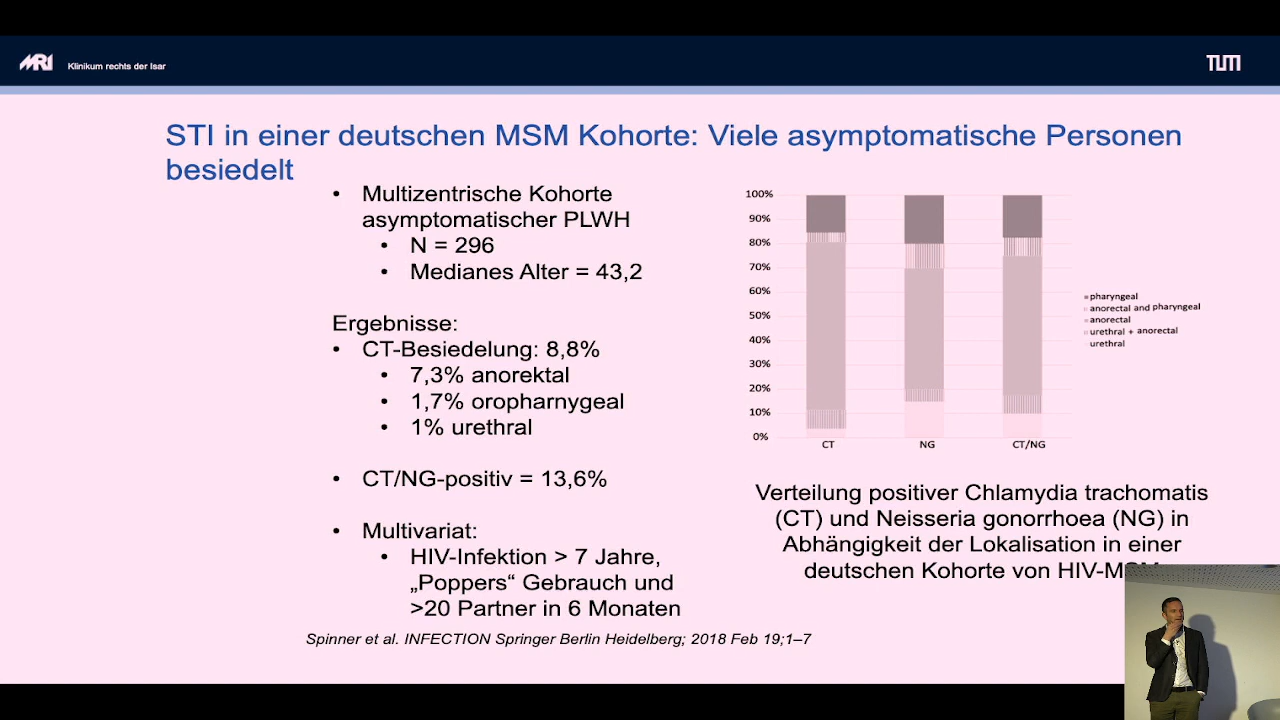 MRI
Klinikum rechts der Isar
TUM
STI in einer deutschen MSM Kohorte: Viele asymptomatische Personen
besiedelt
• Multizentrische Kohorte
asymptomatischer PLWH
• N = 296
• Medianes Alter = 43,2
Ergebnisse:
• CT-Besiedelung: 8,8%
• 7,3% anorektal
• 1,7% oropharnygeal
• 1% urethral
• CT/NG-positiv = 13,6%
• Multivariat:
• HIV-Infektion > 7 Jahre,
„Poppers“ Gebrauch und
>20 Partner in 6 Monaten
Spinner et al. INFECTION Springer Berlin Heidelberg; 2018 Feb 19;1–7
100%
90%
80%
70%
60%
50%
40%
30%
20%
10%
0%
CT NG CT/NG
pharyngeal
anorectal and pharyngeal
anorectal
urethral + anorectal
urethral
Verteilung positiver Chlamydia trachomatis
(CT) und Neisseria gonorrhoea (NG) in
Abhängigkeit der Lokalisation in einer
deutschen Kohorte von HIV-MSM